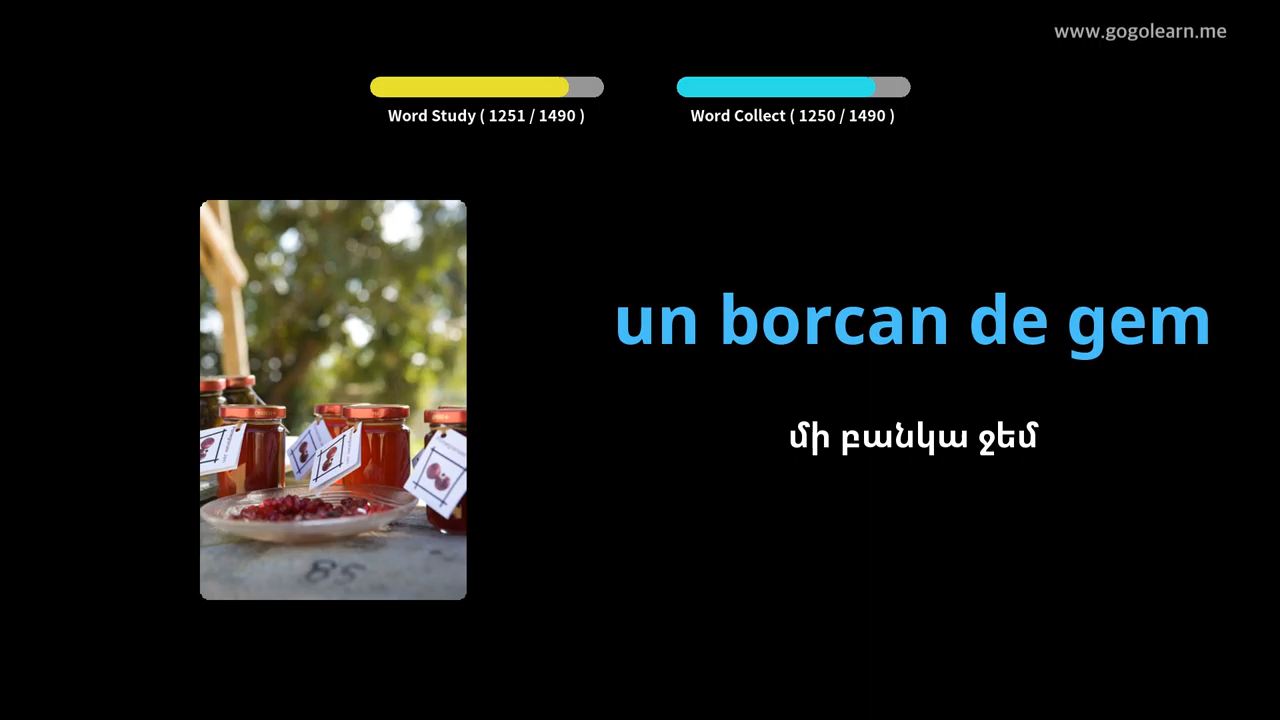 www.gogolearn.me
Word Study ( 1251 / 1490 )
Word Collect ( 1250 / 1490 )
un borcan de gem
մի բանկա ջեմ
85